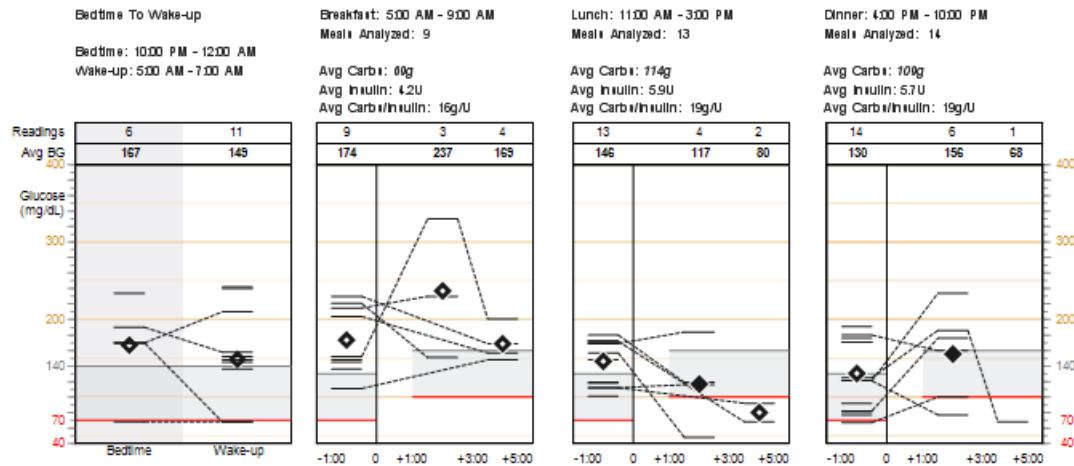 Bedtime To Wake-up
Bedtime: 10:00 PM - 12:00 AM
Wake-up: 5:00 AM - 7:00 AM
Breakfast: 5:00 AM - 9:00 AM
Meals Analyzed: 9
Avg Carbs: 69g
Avg Insulin: 4.2U
Avg Carbs/Insulin: 16g/U
Lunch: 11:00 AM - 3:00 PM
Meals Analyzed: 13
Avg Carbs: 114g
Avg Insulin: 5.9U
Avg Carbs/Insulin: 19g/U
Dinner: 4:00 PM - 10:00 PM
Meals Analyzed: 14
Avg Carbs: 109g
Avg Insulin: 5.7U
Avg Carbs/Insulin: 19g/U
Readings 6 11 9 3 4 13 4 2 14 6 1
Avg BG 167 149 174 237 169 146 117 80 130 156 68
400 400
Glucose
(mg/dL)
300 300
200 200
140 140
70 70
40 40
Bedtime Wake-up -1:00 0 +1:00 +3:00 +5:00 -1:00 0 +1:00 +3:00 +5:00 -1:00 0 +1:00 +3:00 +5:00